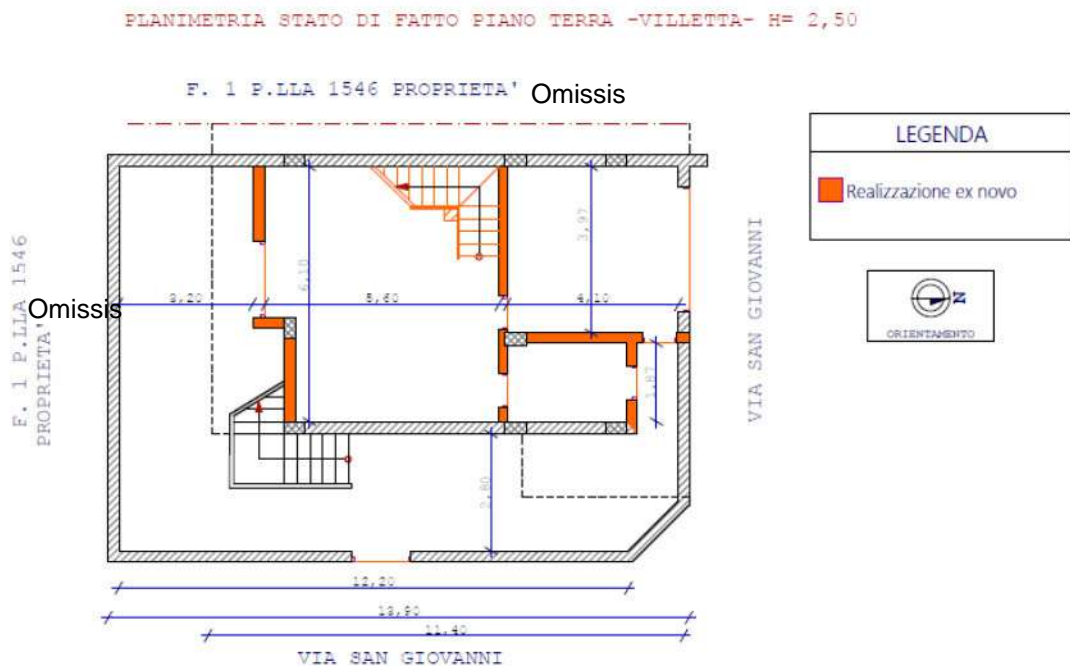 PLANIMETRIA STATO DI FATTO PIANO TERRA -VILLETTA- H= 2,50
F. 1 P.LLA 1546 PROPRIETA' Omissis
LEGENDA
Realizzazione ex novo
N
ORIENTAMENTO
F. 1 P.LLA 1546
PROPRIETA'
Omissis
VIA SAN GIOVANNI
3,97
6,10
5,60
4,10
1,87
2,80
12,20
13,90
11,40
VIA SAN GIOVANNI